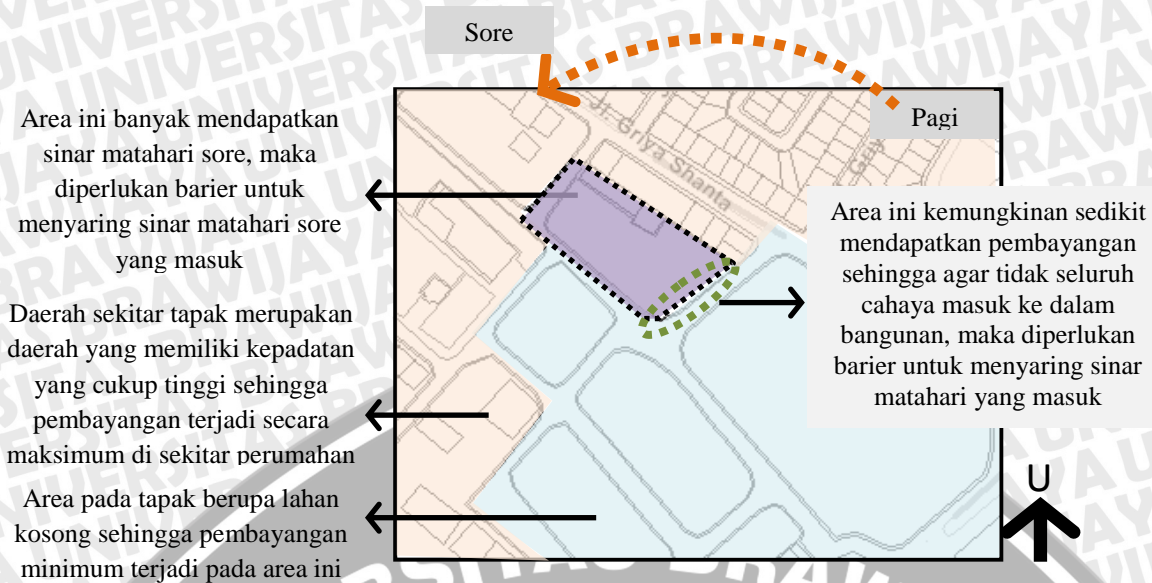 Sore
Pagi
Area ini banyak mendapatkan
sinar matahari sore, maka
diperlukan barier untuk
menyaring sinar matahari sore
yang masuk
Daerah sekitar tapak merupakan
daerah yang memiliki kepadatan
yang cukup tinggi sehingga
pembayangan terjadi secara
maksimum di sekitar perumahan
Area pada tapak berupa lahan
kosong sehingga pembayangan
minimum terjadi pada area ini
Jl. Griya Shanta
Area ini kemungkinan sedikit
mendapatkan pembayangan
sehingga agar tidak seluruh
cahaya masuk ke dalam
bangunan, maka diperlukan
barier untuk menyaring sinar
matahari yang masuk
U
UNIVERSITAS BRAWIJAYA